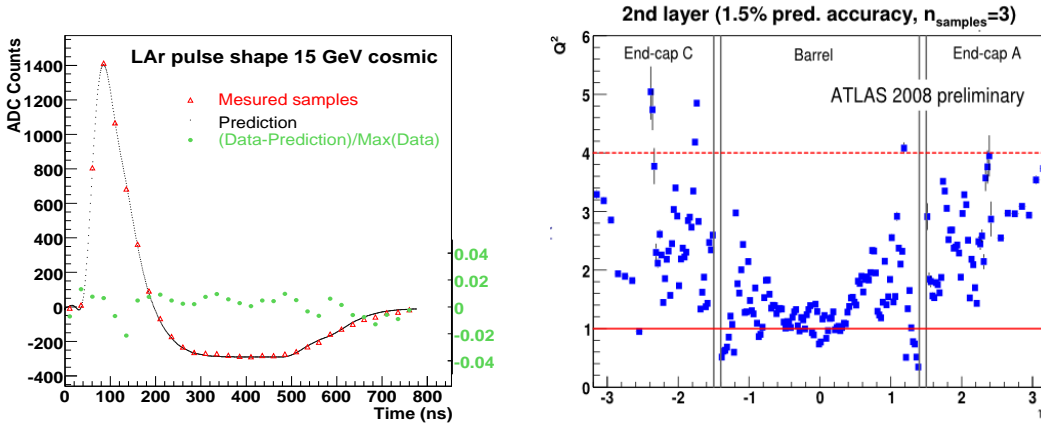 LAr pulse shape 15 GeV cosmic
Mesured samples
Prediction
(Data-Prediction)/Max(Data)
ADC Counts
1400
1200
1000
800
600
400
200
0
-200
-400
0.04
0.02
0
-0.02
-0.04
0 100 200 300 400 500 600 700 800
Time (ns)
2nd layer (1.5% pred. accuracy, nsamples=3)
Q²
6
5
4
3
2
1
0
End-cap C
Barrel
End-cap A
ATLAS 2008 preliminary
-3 -2 -1 0 1 2 3